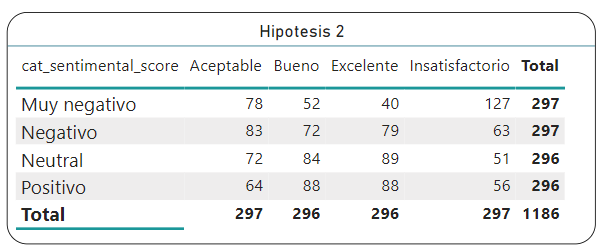 Hipotesis 2
cat_sentimental_score Aceptable Bueno Excelente Insatisfactorio Total
Muy negativo 78 52 40 127 297
Negativo 83 72 79 63 297
Neutral 72 84 89 51 296
Positivo 64 88 88 56 296
Total 297 296 296 297 1186